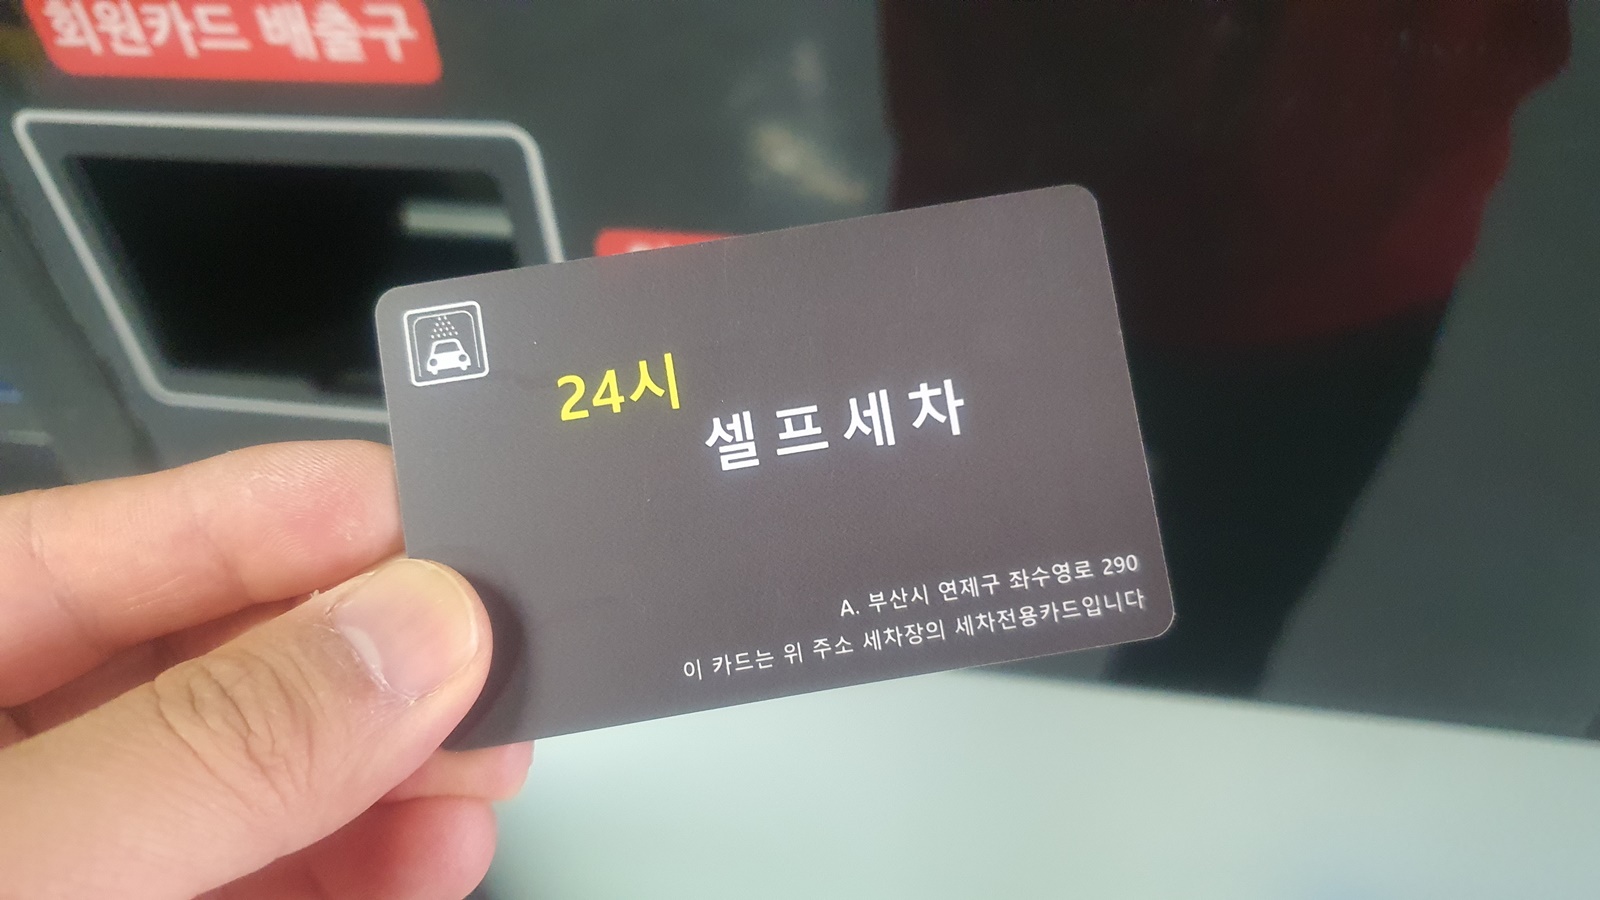 회원카드 배출구
24시
셀프세차
A. 부산시 연제구 좌수영로 290
이 카드는 위 주소 세차장의 세차전용카드입니다